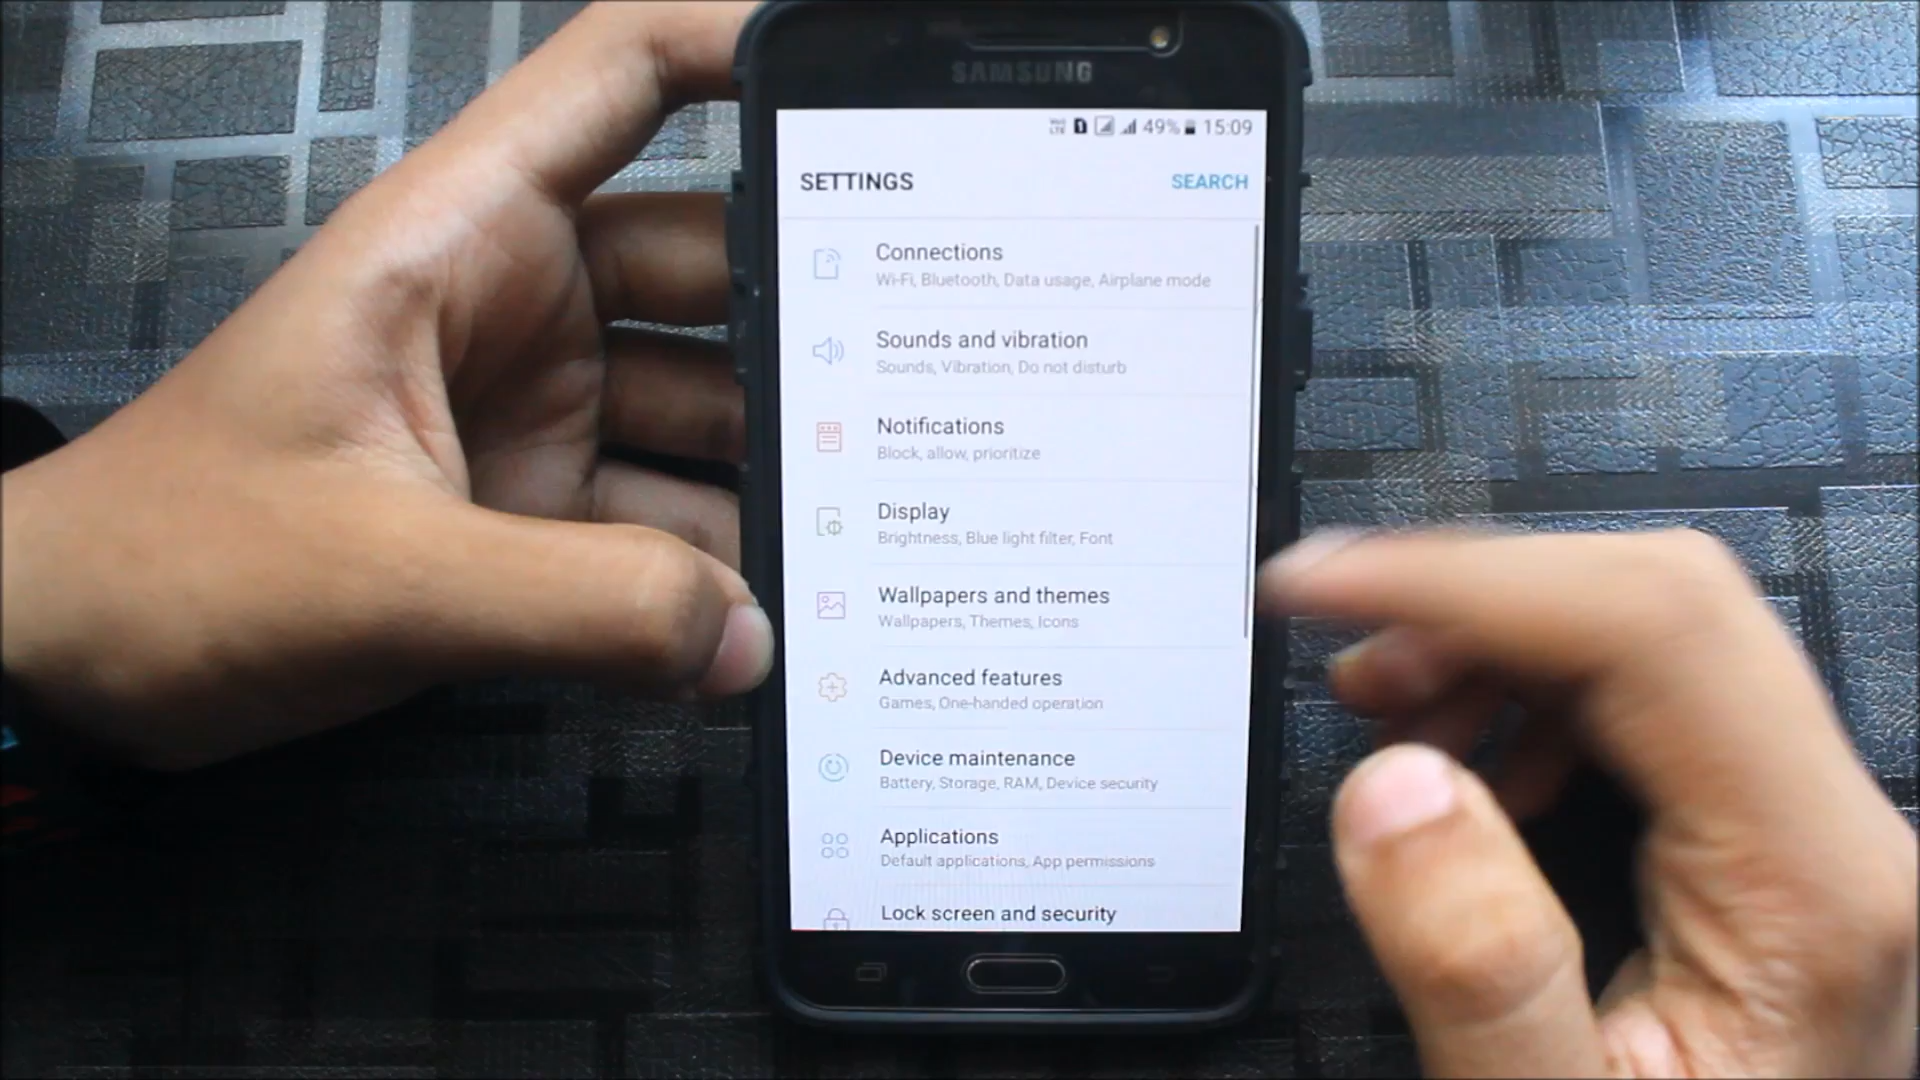 SAMSUNG
49% 15:09
SETTINGS
SEARCH
Connections
Wi-Fi, Bluetooth, Data usage, Airplane mode
Sounds and vibration
Sounds, Vibration, Do not disturb
Notifications
Block, allow, prioritize
Display
Brightness, Blue light filter, Font
Wallpapers and themes
Wallpapers, Themes, Icons
Advanced features
Games, One-handed operation
Device maintenance
Battery, Storage, RAM, Device security
Applications
Default applications, App permissions
Lock screen and security